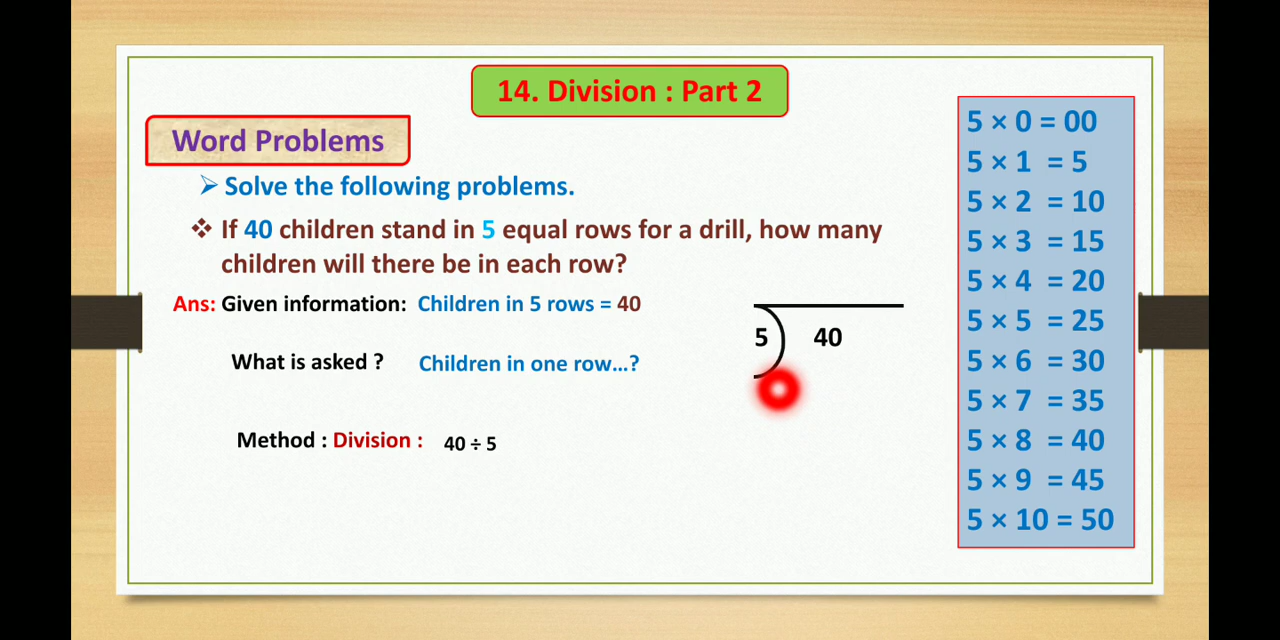 14. Division : Part 2
Word Problems
➢ Solve the following problems.
❖ If 40 children stand in 5 equal rows for a drill, how many
children will there be in each row?
Ans: Given information: Children in 5 rows = 40
What is asked ? Children in one row...?
Method : Division : 40 ÷ 5
5 40
5 × 0 = 00
5 × 1 = 5
5 × 2 = 10
5 × 3 = 15
5 × 4 = 20
5 × 5 = 25
5 × 6 = 30
5 × 7 = 35
5 × 8 = 40
5 × 9 = 45
5 × 10 = 50